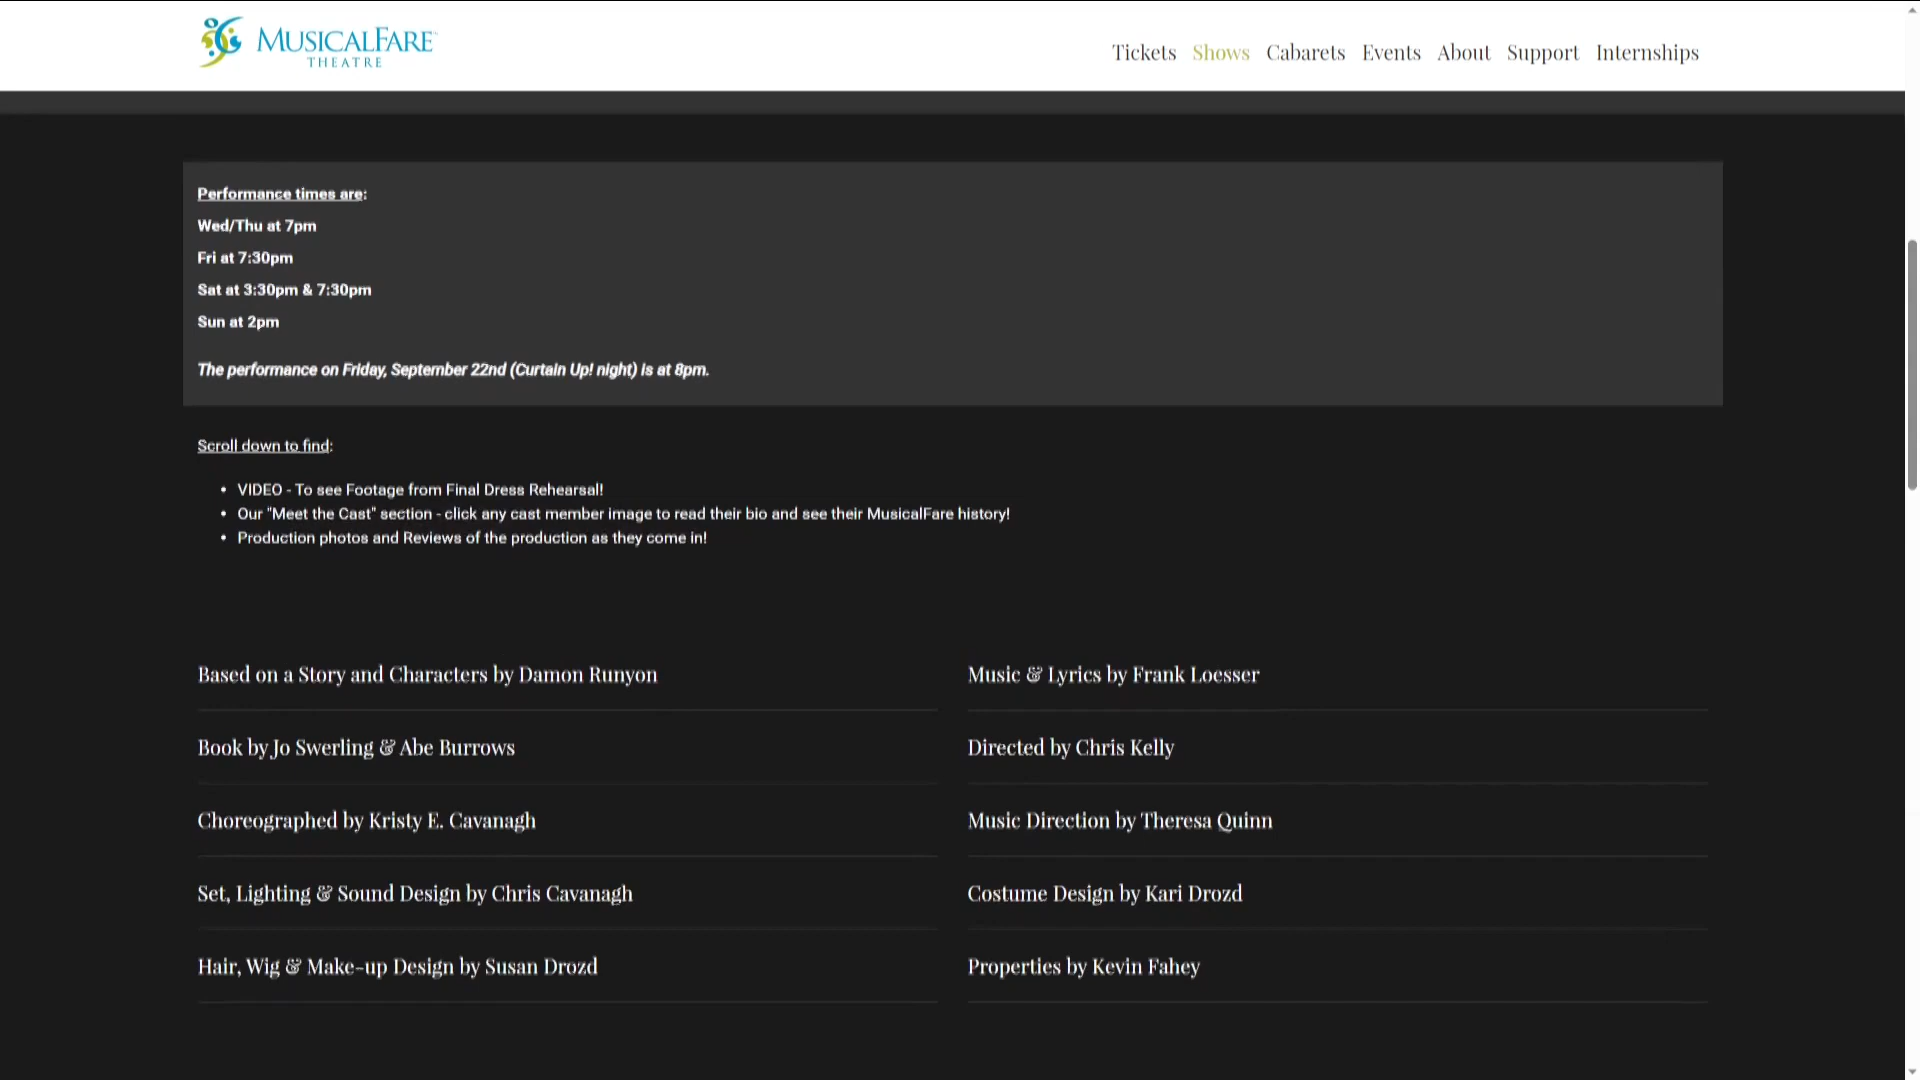 MUSICALFARE
THEATRE
Tickets Shows Cabarets Events About Support Internships
Performance times are:
Wed/Thu at 7pm
Fri at 7:30pm
Sat at 3:30pm & 7:30pm
Sun at 2pm
The performance on Friday, September 22nd (Curtain Up! night) is at 8pm.
Scroll down to find:
• VIDEO - To see Footage from Final Dress Rehearsal!
• Our "Meet the Cast" section - click any cast member image to read their bio and see their MusicalFare history!
• Production photos and Reviews of the production as they come in!
Based on a Story and Characters by Damon Runyon
Music & Lyrics by Frank Loesser
Book by Jo Swerling & Abe Burrows
Directed by Chris Kelly
Choreographed by Kristy E. Cavanagh
Music Direction by Theresa Quinn
Set, Lighting & Sound Design by Chris Cavanagh
Costume Design by Kari Drozd
Hair, Wig & Make-up Design by Susan Drozd
Properties by Kevin Fahey